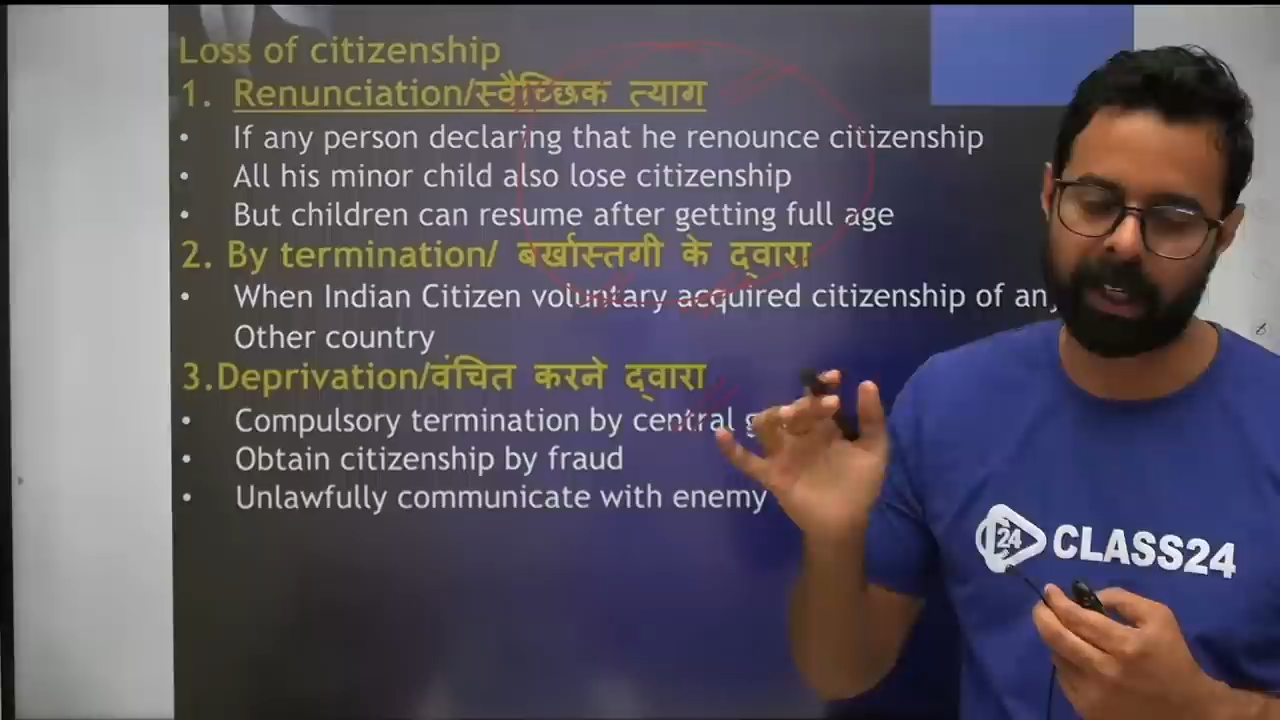 Loss of citizenship
1. Renunciation/स्वैच्छिक त्याग
• If any person declaring that he renounce citizenship
• All his minor child also lose citizenship
• But children can resume after getting full age
2. By termination/ बर्खास्तगी के द्वारा
• When Indian Citizen voluntary acquired citizenship of any
Other country
3.Deprivation/वंचित करने द्वारा
• Compulsory termination by central
• Obtain citizenship by fraud
• Unlawfully communicate with enemy
24 CLASS24